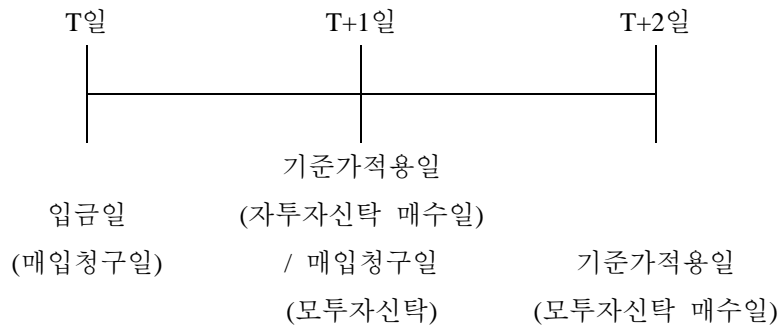 T일 T+1일 T+2일
기준가적용일
입금일 (자투자신탁 매수일)
(매입청구일) / 매입청구일 기준가적용일
(모투자신탁) (모투자신탁 매수일)